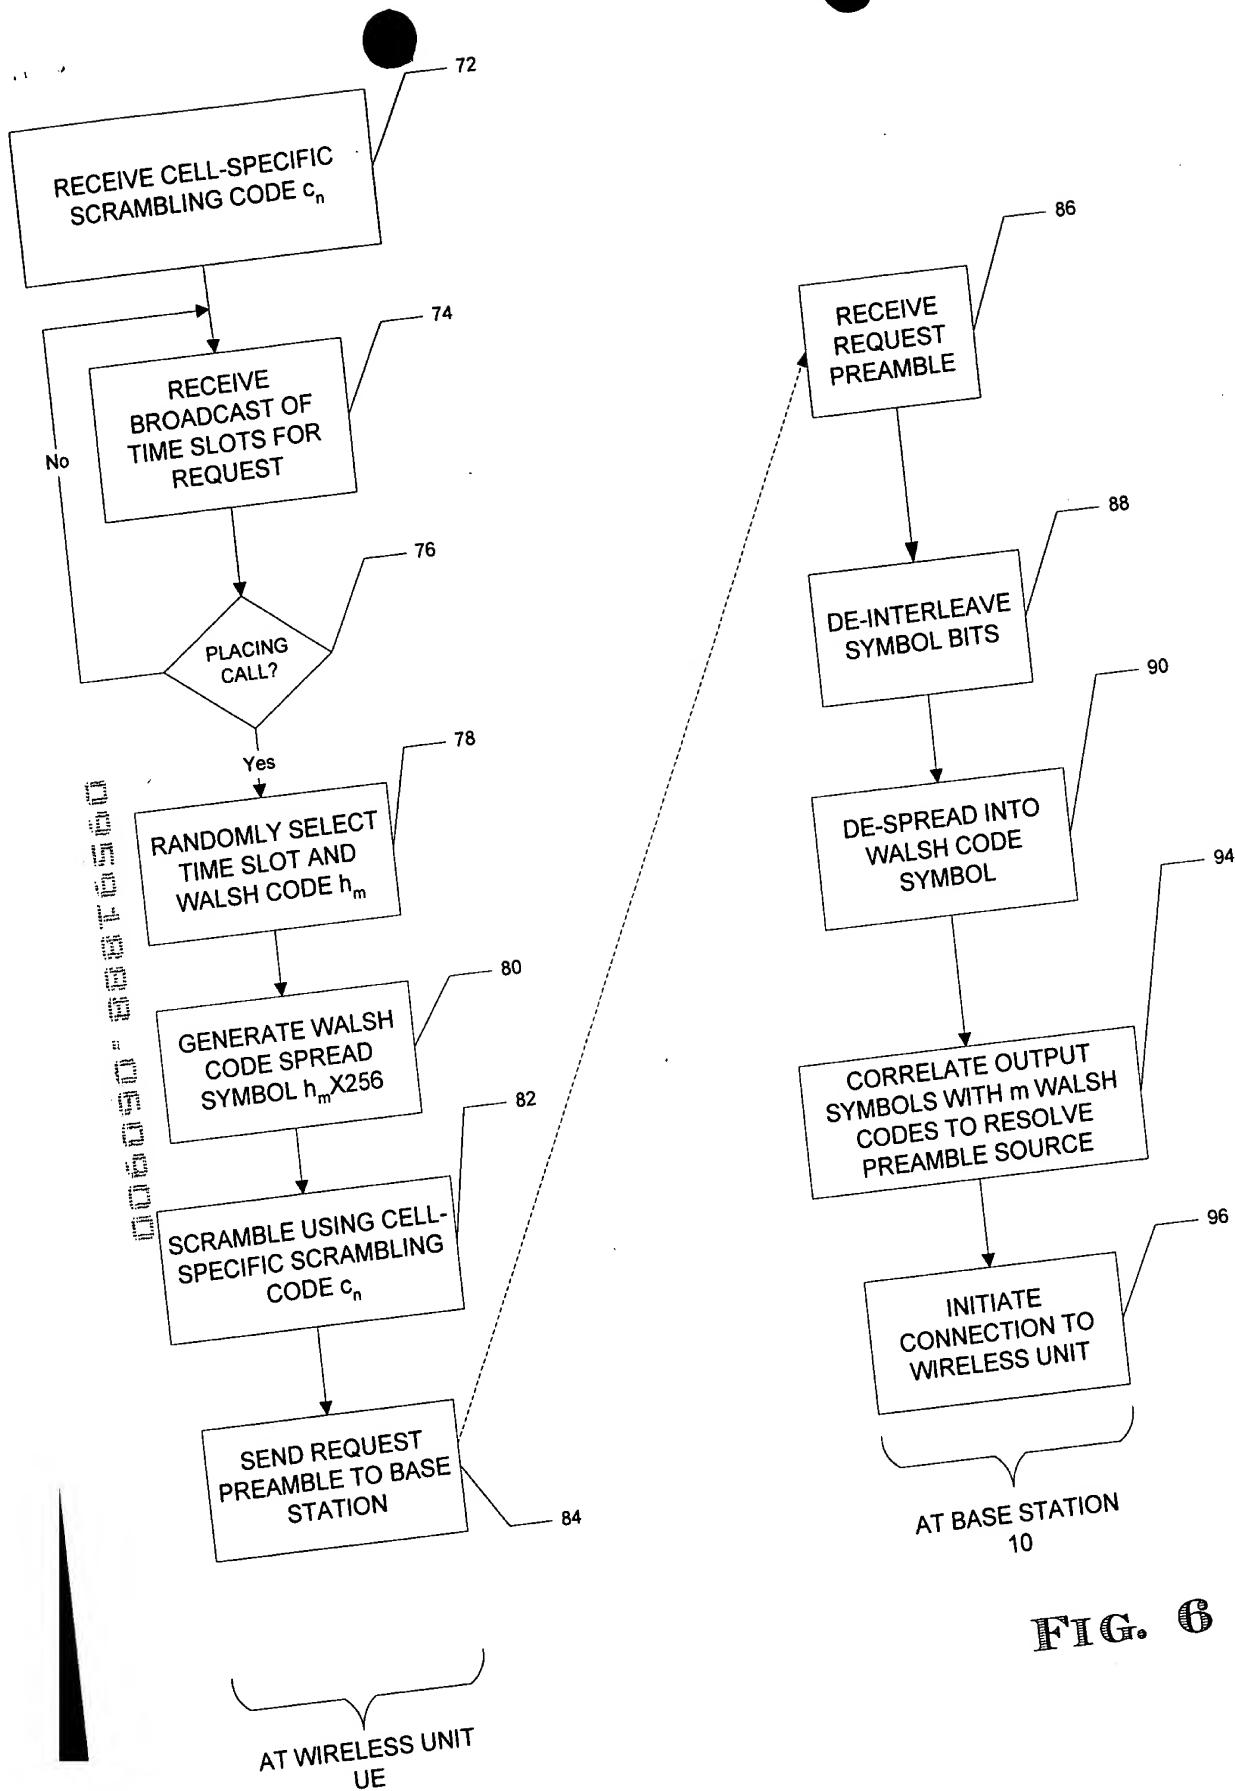 72
RECEIVE CELL-SPECIFIC
SCRAMBLING CODE cn
74
RECEIVE
BROADCAST OF
TIME SLOTS FOR
REQUEST
No
76
PLACING
CALL?
Yes
78
RANDOMLY SELECT
TIME SLOT AND
WALSH CODE hm
80
GENERATE WALSH
CODE SPREAD
SYMBOL hmX256
82
SCRAMBLE USING CELL-
SPECIFIC SCRAMBLING
CODE cn
SEND REQUEST
PREAMBLE TO BASE
STATION
84
AT WIRELESS UNIT
UE
09591888.060900
86
RECEIVE
REQUEST
PREAMBLE
88
DE-INTERLEAVE
SYMBOL BITS
90
DE-SPREAD INTO
WALSH CODE
SYMBOL
94
CORRELATE OUTPUT
SYMBOLS WITH m WALSH
CODES TO RESOLVE
PREAMBLE SOURCE
96
INITIATE
CONNECTION TO
WIRELESS UNIT
AT BASE STATION
10
FIG. 6